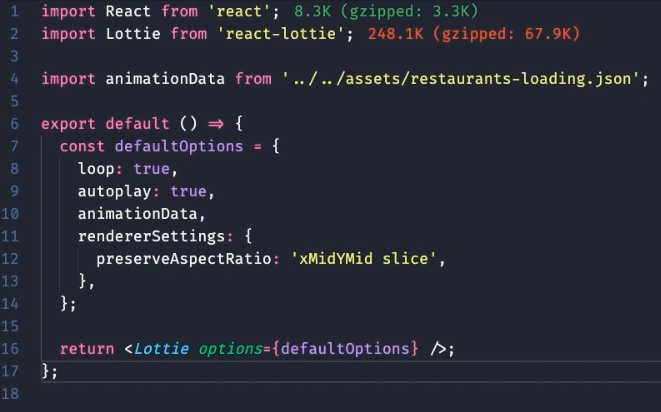 1 import React from 'react'; 8.3K (gzipped: 3.3K)
2 import Lottie from 'react-lottie'; 248.1K (gzipped: 67.9K)
3
4 import animationData from '../../assets/restaurants-loading.json';
5
6 export default () => {
7   const defaultOptions = {
8     loop: true,
9     autoplay: true,
10     animationData,
11     rendererSettings: {
12       preserveAspectRatio: 'xMidYMid slice',
13     },
14   };
15
16   return <Lottie options={defaultOptions} />;
17 };
18